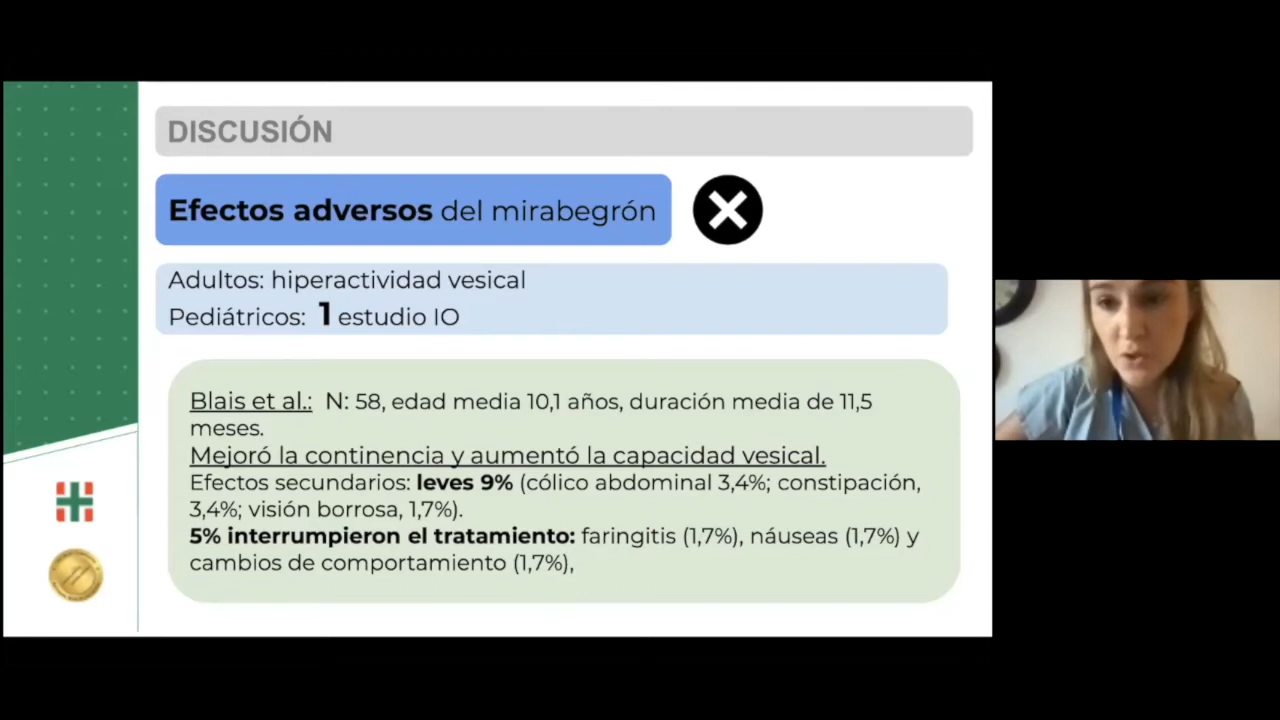 DISCUSIÓN
Efectos adversos del mirabegrón
Adultos: hiperactividad vesical
Pediátricos: 1 estudio IO
Blais et al.: N: 58, edad media 10,1 años, duración media de 11,5
meses.
Mejoró la continencia y aumentó la capacidad vesical.
Efectos secundarios: leves 9% (cólico abdominal 3,4%; constipación,
3,4%; visión borrosa, 1,7%).
5% interrumpieron el tratamiento: faringitis (1,7%), náuseas (1,7%) y
cambios de comportamiento (1,7%),